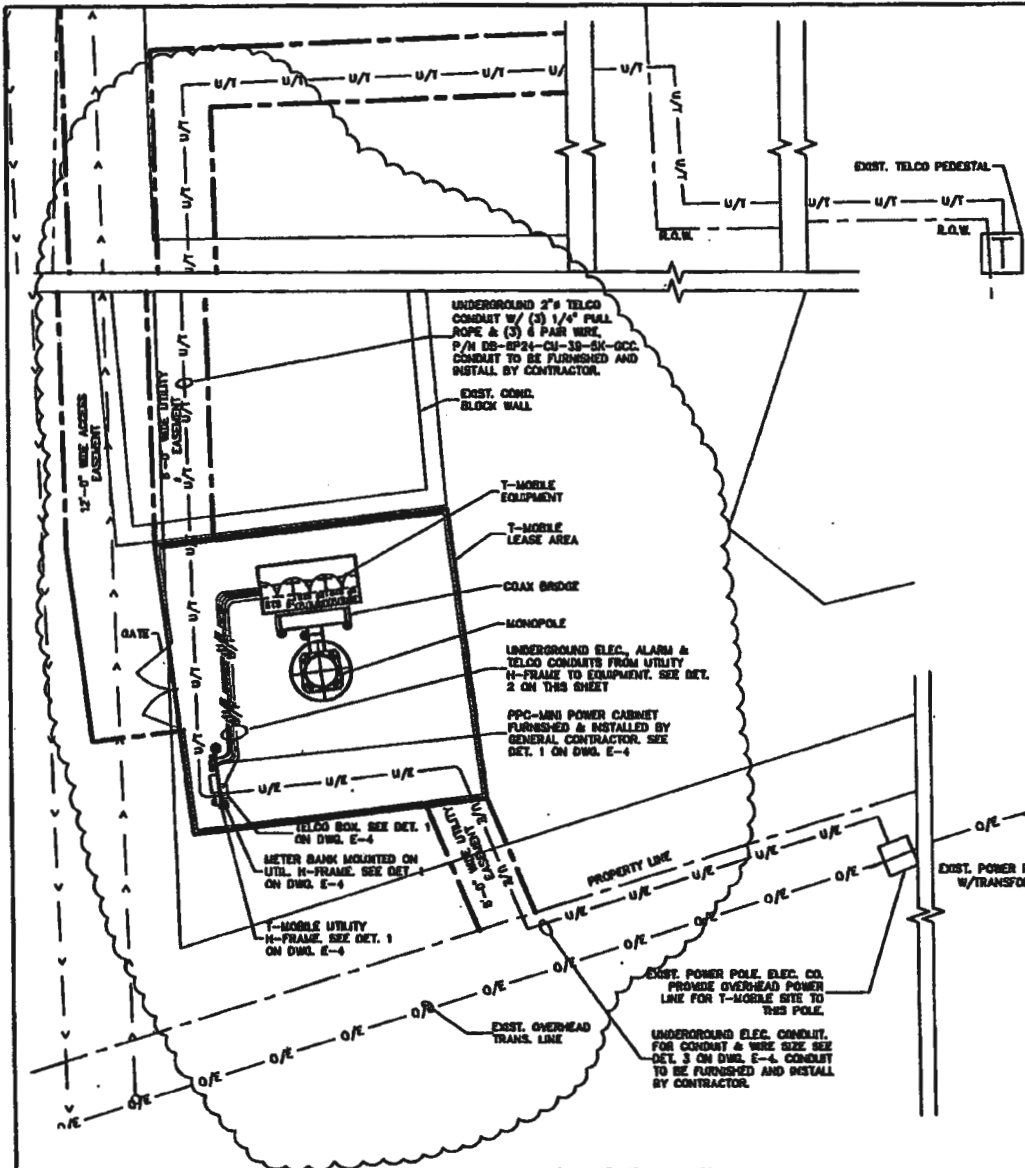 U/T U/T U/T U/T U/T U/
U/T
U/T
U/T
U/T
U/T
EXIST. TELCO PEDESTAL
U/T U/T U/T U/T
R.O.W. R.O.W.
T
UNDERGROUND 2"ø TELCO
CONDUIT W/ (3) 1/4" PULL
ROPE & (3) 6 PAIR WIRE,
CONDUIT TO BE FURNISHED AND
INSTALL BY CONTRACTOR.
EXIST. CONC.
BLOCK WALL
12'-0" WIDE ACCESS
EASEMENT
WIDE UTILITY
EASEMENT
U/T
U/T
T-MOBILE
EQUIPMENT
T-MOBILE
LEASE AREA
COAX BRIDGE
BTS
MONOPOLE
GATE
UNDERGROUND ELEC., ALARM &
TELCO CONDUITS FROM UTILITY
H-FRAME TO EQUIPMENT. SEE DET.
2 ON THIS SHEET
PPC-MINI POWER CABINET
FURNISHED & INSTALLED BY
GENERAL CONTRACTOR. SEE
DET. 1 ON DWG. E-4
U/T
U/T
U/E U/E U/E
TELCO BOX. SEE DET. 1
ON DWG. E-4
METER BANK MOUNTED ON
UTIL. H-FRAME. SEE DET 1
ON DWG. E-4
WIDE UTILITY
EASEMENT
U/E
U/E
PROPERTY LINE
U/E U/E U/E U/E
O/E
EXIST. POWER
W/TRANSFO
T-MOBILE UTILITY
H-FRAME. SEE DET. 1
ON DWG. E-4
O/E O/E O/E O/E O/E O/E O/E O/E O/E O/E
EXIST. POWER POLE. ELEC. CO.
PROVIDE OVERHEAD POWER
LINE FOR T-MOBILE SITE TO
THIS POLE.
EXIST. OVERHEAD
TRANS. LINE
UNDERGROUND ELEC. CONDUIT.
FOR CONDUIT & WIRE SIZE SEE
DET. 3 ON DWG. E-4. CONDUIT
TO BE FURNISHED AND INSTALL
BY CONTRACTOR.